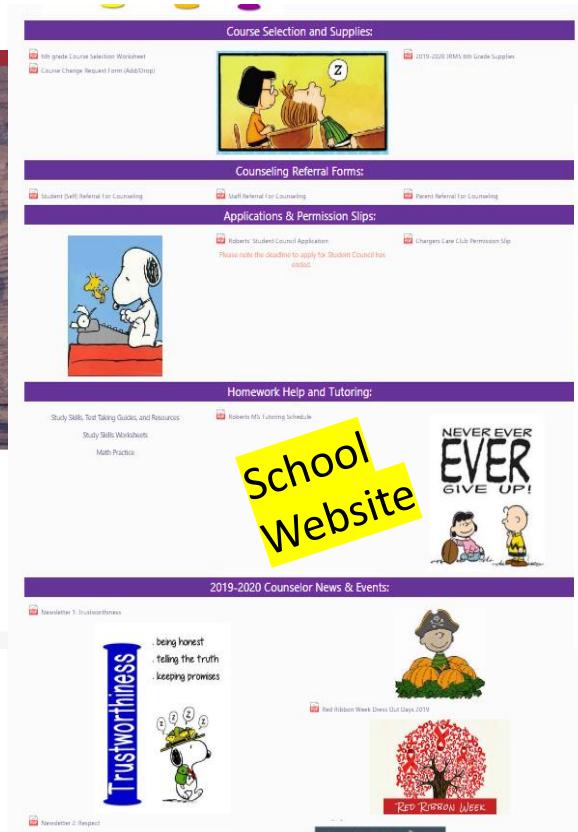 Course Selection and Supplies:
6th grade Course Selection Worksheet
2019-2020 IRMS 6th Grade Supplies
Course Change Request Form (Add/Drop)
Z
Counseling Referral Forms:
Student (Self) Referral For Counseling
Staff Referral For Counseling
Parent Referral For Counseling
Applications & Permission Slips:
Roberts' Student Council Application
Chargers Care Club Permission Slip
Please note the deadline to apply for Student Council has
ended.
Homework Help and Tutoring:
Study Skills, Test Taking Guides, and Resources
Roberts MS Tutoring Schedule
Study Skills Worksheets
Math Practice
NEVER EVER
EVER
GIVE UP!
School
Website
2019-2020 Counselor News & Events:
Newsletter 1: Trustworthiness
Trustworthiness
. being honest
. telling the truth
. keeping promises
Z Z Z Z
Red Ribbon Week Dress Out Days 2019
RED RIBBON WEEK
Newsletter 2: Respect